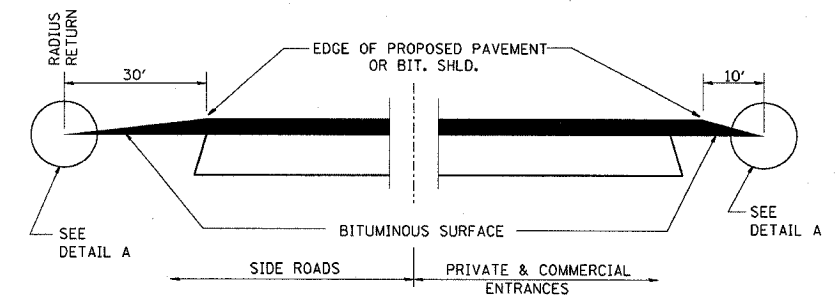 RADIUS
RETURN
30'
EDGE OF PROPOSED PAVEMENT
OR BIT. SHLD.
10'
SEE
DETAIL A
BITUMINOUS SURFACE
SEE
DETAIL A
SIDE ROADS
PRIVATE & COMMERCIAL
ENTRANCES